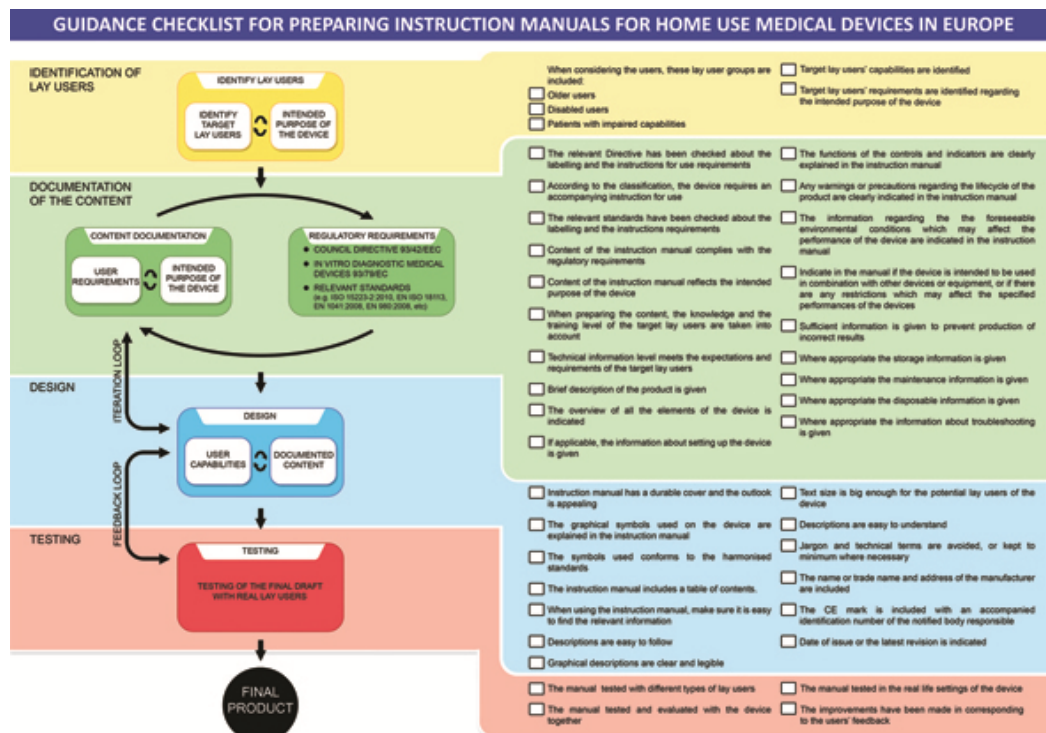 GUIDANCE CHECKLIST FOR PREPARING INSTRUCTION MANUALS FOR HOME USE MEDICAL DEVICES IN EUROPE
IDENTIFICATION OF
LAY USERS
IDENTIFY LAY USERS
IDENTIFY
TARGET
LAY USERS
INTENDED
PURPOSE OF
THE DEVICE
When considering the users, these lay user groups are
included:
Older users
Disabled users
Patients with impaired capabilities
Target lay users' capabilities are identified
Target lay users' requirements are identified regarding
the intended purpose of the device
DOCUMENTATION
OF THE CONTENT
CONTENT DOCUMENTATION
USER
REQUIREMENTS
INTENDED
PURPOSE OF
THE DEVICE
REGULATORY REQUIREMENTS
COUNCIL DIRECTIVE 93/42/EEC
IN VITRO DIAGNOSTIC MEDICAL
DEVICES 93/79/EC
RELEVANT STANDARDS
(e.g. ISO 15223-2:2010, EN ISO 18113,
EN 1041:2008, EN 980:2008, etc)
The relevant Directive has been checked about the
labelling and the instructions for use requirements
According to the classification, the device requires an
accompanying instruction for use
The relevant standards have been checked about the
labelling and the instructions requirements
Content of the instruction manual complies with the
regulatory requirements
Content of the instruction manual reflects the intended
purpose of the device
When preparing the content, the knowledge and the
training level of the target lay users are taken into
account
Technical information level meets the expectations and
requirements of the target lay users
Brief description of the product is given
The overview of all the elements of the device is
indicated
If applicable, the information about setting up the device
is given
The functions of the controls and indicators are clearly
explained in the instruction manual
Any warnings or precautions regarding the lifecycle of the
product are clearly indicated in the instruction manual
The information regarding the the foreseeable
environmental conditions which may affect the
performance of the device are indicated in the instruction
manual
Indicate in the manual if the device is intended to be used
in combination with other devices or equipment, or if there
are any restrictions which may affect the specified
performances of the devices
Sufficient information is given to prevent production of
incorrect results
Where appropriate the storage information is given
Where appropriate the maintenance information is given
Where appropriate the disposable information is given
Where appropriate the information about troubleshooting
is given
ITERATION LOOP
DESIGN
DESIGN
USER
CAPABILITIES
DOCUMENTED
CONTENT
FEEDBACK LOOP
Instruction manual has a durable cover and the outlook
is appealing
The graphical symbols used on the device are
explained in the instruction manual
The symbols used conforms to the harmonised
standards
The instruction manual includes a table of contents.
When using the instruction manual, make sure it is easy
to find the relevant information
Descriptions are easy to follow
Graphical descriptions are clear and legible
Text size is big enough for the potential lay users of the
device
Descriptions are easy to understand
Jargon and technical terms are avoided, or kept to
minimum where necessary
The name or trade name and address of the manufacturer
are included
The CE mark is included with an accompanied
identification number of the notified body responsible
Date of issue or the latest revision is indicated
TESTING
TESTING
TESTING OF THE FINAL DRAFT
WITH REAL LAY USERS
FINAL
PRODUCT
The manual tested with different types of lay users
The manual tested and evaluated with the device
together
The manual tested in the real life settings of the device
The improvements have been made in corresponding
to the users' feedback